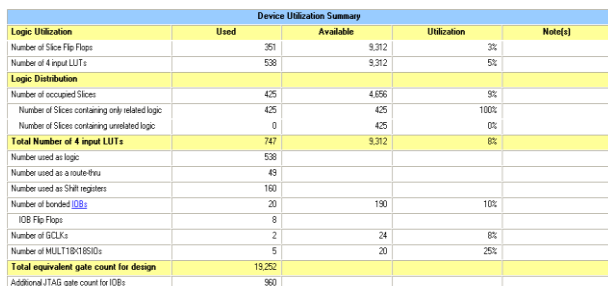 Device Utilization Summary
Logic Utilization Used Available Utilization Note(s)
Number of Slice Flip Flops 351 9,312 3%
Number of 4 input LUTs 538 9,312 5%
Logic Distribution
Number of occupied Slices 425 4,656 9%
Number of Slices containing only related logic 425 425 100%
Number of Slices containing unrelated logic 0 425 0%
Total Number of 4 input LUTs 747 9,312 8%
Number used as logic 538
Number used as a route-thru 49
Number used as Shift registers 160
Number of bonded IOBs 20 190 10%
IOB Flip Flops 8
Number of GCLKs 2 24 8%
Number of MULT18X18SIOs 5 20 25%
Total equivalent gate count for design 19,252
Additional JTAG gate count for IOBs 960